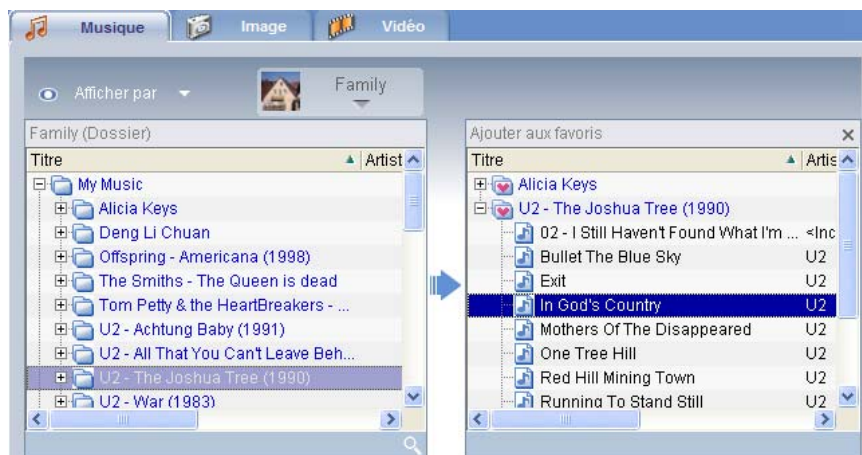 Musique Image Vidéo
Afficher par Family
Family (Dossier)
Titre Artist
My Music
Alicia Keys
Deng Li Chuan
Offspring - Americana (1998)
The Smiths - The Queen is dead
Tom Petty & the HeartBreakers - ...
U2 - Achtung Baby (1991)
U2 - All That You Can't Leave Beh...
U2 - The Joshua Tree (1990)
U2 - War (1983)
Ajouter aux favoris
Titre Artis
Alicia Keys
U2 - The Joshua Tree (1990)
02 - I Still Haven't Found What I'm ... <Inc
Bullet The Blue Sky U2
Exit U2
In God's Country U2
Mothers Of The Disappeared U2
One Tree Hill U2
Red Hill Mining Town U2
Running To Stand Still U2